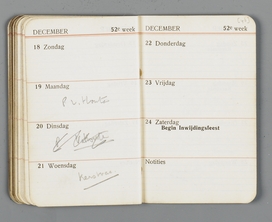 DECEMBER 52e week
18 Zondag
19 Maandag
20 Dinsdag
21 Woensdag
DECEMBER 52e week
22 Donderdag
23 Vrijdag
24 Zaterdag
Begin Inwijdingsfeest
Notities